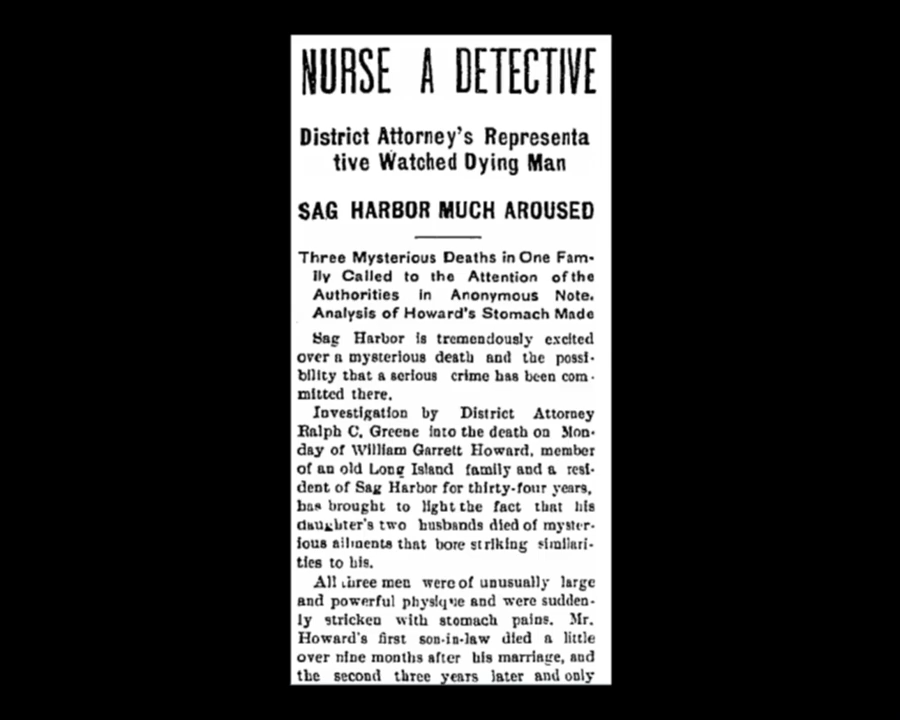 NURSE A DETECTIVE
District Attorney's Representa
tive Watched Dying Man
SAG HARBOR MUCH AROUSED
Three Mysterious Deaths in One Fam-
ily Called to the Attention of the
Authorities in Anonymous Note.
Analysis of Howard's Stomach Made
Sag Harbor is tremendously excited
over a mysterious death and the possi-
bility that a serious crime has been com-
mitted there.
Investigation by District Attorney
Ralph C. Greene into the death on Mon-
day of William Garrett Howard, member
of an old Long Island family and a resi-
dent of Sag Harbor for thirty-four years,
has brought to light the fact that his
daughter's two husbands died of myster-
ious ailments that bore striking similari-
ties to his.
All three men were of unusually large
and powerful physique and were sudden-
ly stricken with stomach pains. Mr.
Howard's first son-in-law died a little
over nine months after his marriage, and
the second three years later and only